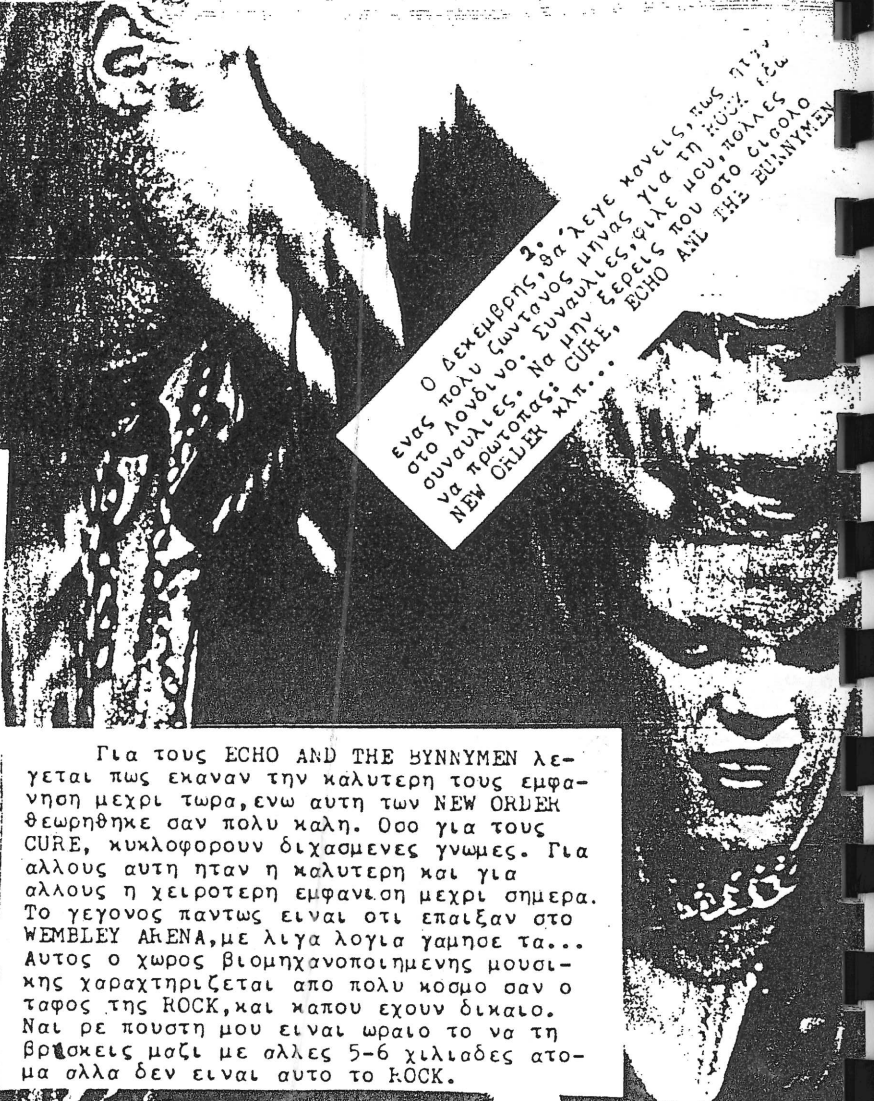 2.
Ο Δεκεμβρης,θα'λεγε κανεις,πως ηταν
ενας πολυ ζωντανος μηνας για τη ROCK εδω
στο Λονδινο. Συναυλιες,φιλε μου,πολλες
συναυλιες. Να μην ξερεις που στο διαολο
να πρωτοπας: CURE, ECHO AND THE BUNNYMEN
NEW ORDER κλπ...
Για τους ECHO AND THE BYNNYMEN λε-
γεται πως εκαναν την καλυτερη τους εμφα-
νηση μεχρι τωρα,ενω αυτη των NEW ORDER
θεωρηθηκε σαν πολυ καλη. Οσο για τους
CURE, κυκλοφορουν διχασμενες γνωμες. Για
αλλους αυτη ηταν η καλυτερη και για
αλλους η χειροτερη εμφανιση μεχρι σημερα.
Το γεγονος παντως ειναι οτι επαιξαν στο
WEMBLEY ARENA,με λιγα λογια γαμησε τα...
Αυτος ο χωρος βιομηχανοποιημενης μουσι-
κης χαραχτηριζεται απο πολυ κοσμο σαν ο
ταφος της ROCK,και καπου εχουν δικαιο.
Ναι ρε πουστη μου ειναι ωραιο το να τη
βρισκεις μαζι με αλλες 5-6 χιλιαδες ατο-
μα αλλα δεν ειναι αυτο το ROCK.